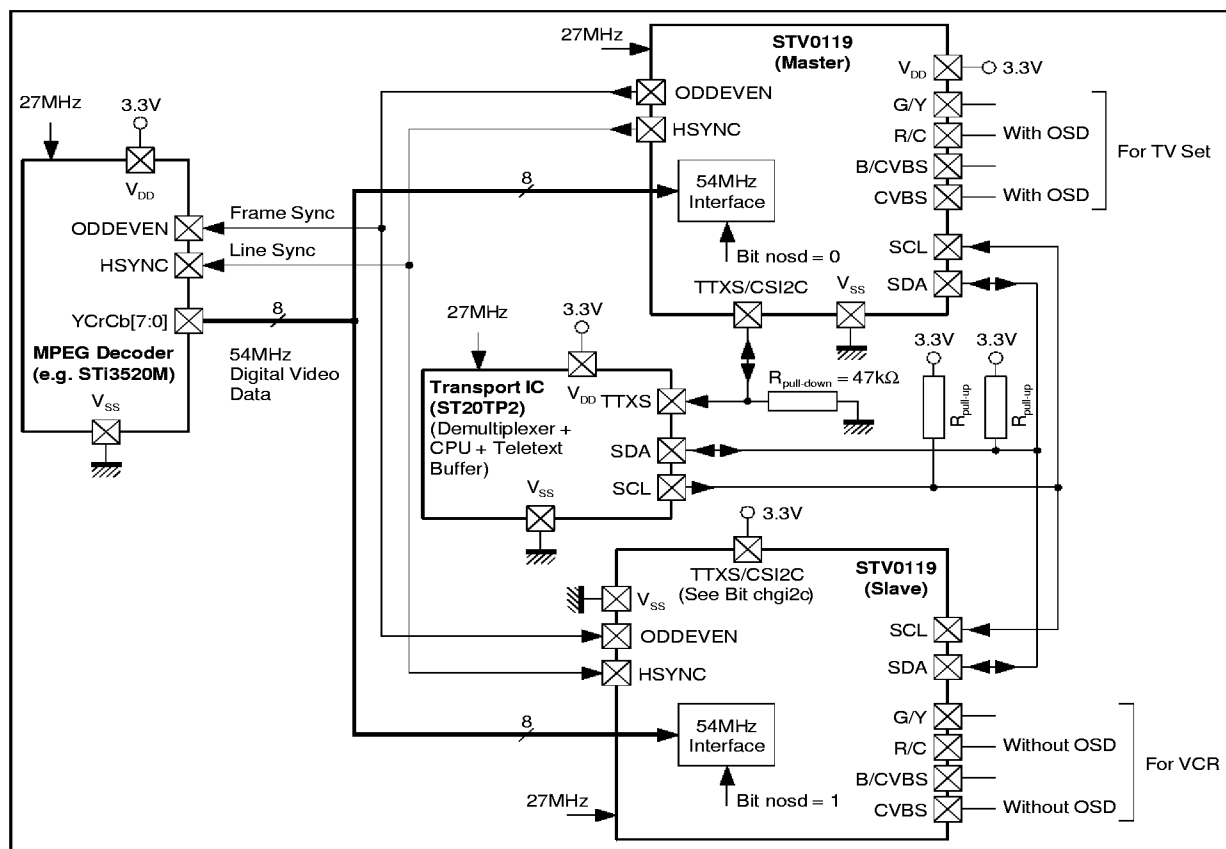 27MHz
3.3V
V_DD
ODDEVEN
HSYNC
YCrCb[7:0]
MPEG Decoder
(e.g. STi3520M)
V_SS
Frame Sync
Line Sync
8
54MHz
Digital Video
Data
27MHz
STV0119
(Master)
V_DD
3.3V
ODDEVEN
HSYNC
8
54MHz
Interface
Bit nosd = 0
TTXS/CSI2C
V_SS
G/Y
R/C
With OSD
B/CVBS
CVBS
With OSD
For TV Set
SCL
SDA
27MHz
3.3V
V_DD
Transport IC
(ST20TP2)
(Demultiplexer +
CPU + Teletext
Buffer)
TTXS
SDA
SCL
V_SS
R_pull-down = 47kΩ
3.3V
R_pull-up
3.3V
R_pull-up
3.3V
TTXS/CSI2C
(See Bit chgi2c)
STV0119
(Slave)
V_SS
ODDEVEN
HSYNC
8
54MHz
Interface
Bit nosd = 1
27MHz
SCL
SDA
G/Y
R/C
Without OSD
B/CVBS
CVBS
Without OSD
For VCR